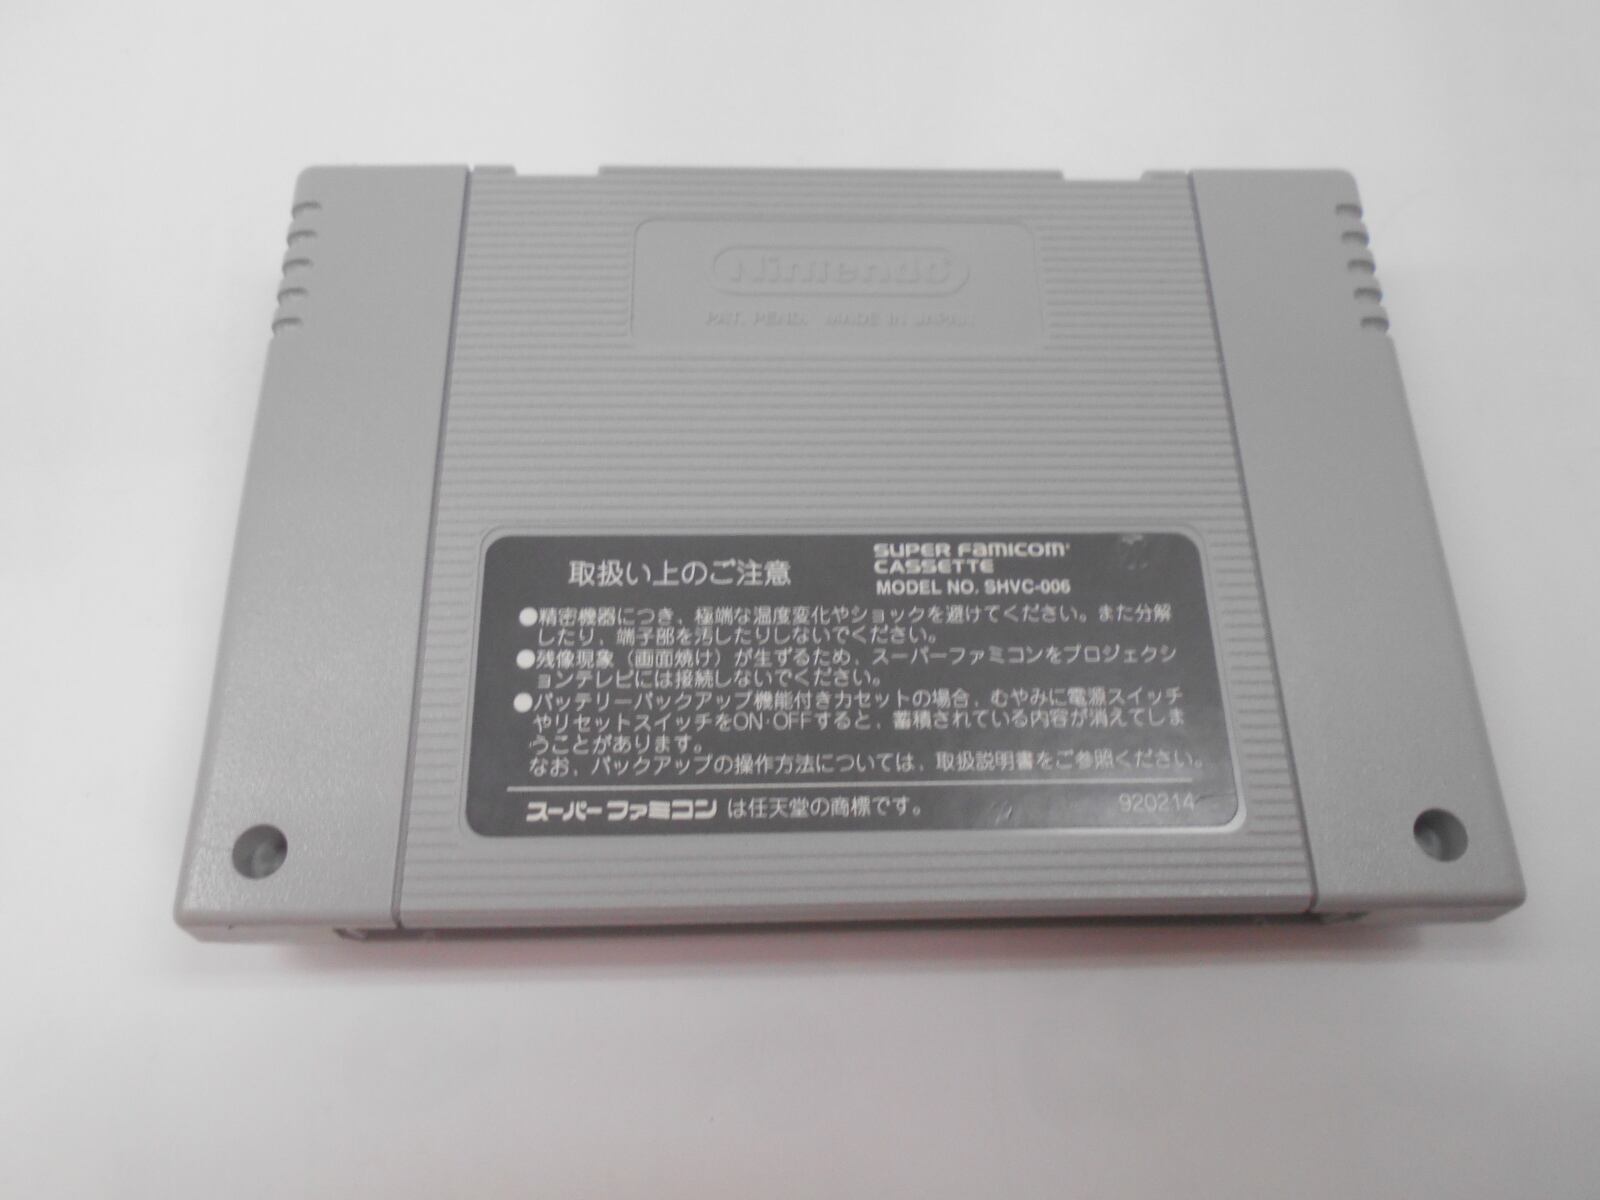 Nintendo
PAT. PEND. MADE IN JAPAN
取扱い上のご注意
SUPER FAMICOM
CASSETTE
MODEL NO. SHVC-006
●精密機器につき、極端な温度変化やショックを避けてください。また分解
したり、端子部を汚したりしないでください。
●残像現象（画面焼け）が生ずるため、スーパーファミコンをプロジェクシ
ョンテレビには接続しないでください。
●バッテリーバックアップ機能付きカセットの場合、むやみに電源スイッチ
やリセットスイッチをON・OFFすると、蓄積されている内容が消えてしま
うことがあります。
なお、バックアップの操作方法については、取扱説明書をご参照ください。
スーパーファミコンは任天堂の商標です。
920214